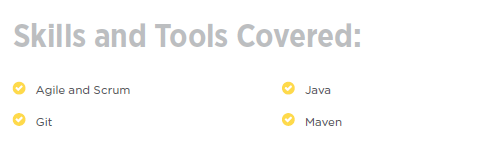 Skills and Tools Covered:
Agile and Scrum
Java
Git
Maven